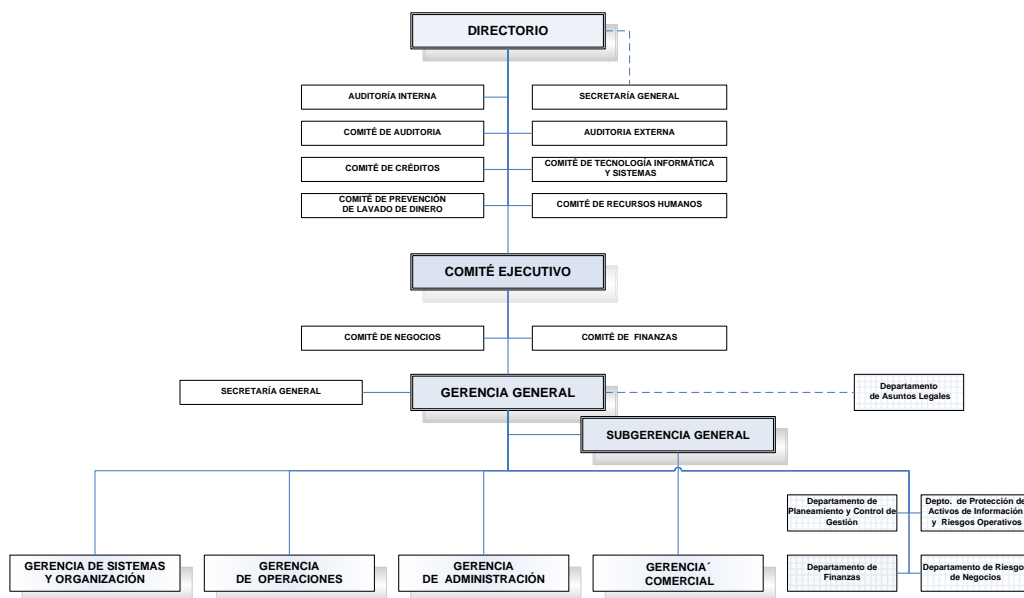 DIRECTORIO
AUDITORÍA INTERNA
SECRETARÍA GENERAL
COMITÉ DE AUDITORIA
AUDITORIA EXTERNA
COMITÉ DE CRÉDITOS
COMITÉ DE TECNOLOGÍA INFORMÁTICA
Y SISTEMAS
COMITÉ DE PREVENCIÓN
DE LAVADO DE DINERO
COMITÉ DE RECURSOS HUMANOS
COMITÉ EJECUTIVO
COMITÉ DE NEGOCIOS
COMITÉ DE FINANZAS
SECRETARÍA GENERAL
GERENCIA GENERAL
Departamento
de Asuntos Legales
SUBGERENCIA GENERAL
Departamento de
Planeamiento y Control de
Gestión
Depto. de Protección de
Activos de Información
y Riesgos Operativos
GERENCIA DE SISTEMAS
Y ORGANIZACIÓN
GERENCIA
DE OPERACIONES
GERENCIA
DE ADMINISTRACIÓN
GERENCIA´
COMERCIAL
Departamento de
Finanzas
Departamento de Riesgo
de Negocios